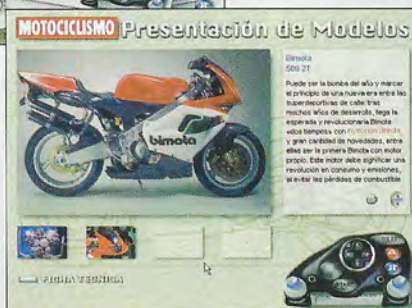 MOTOCICLISMO Presentación de Modelos
Bimota
500 2T
Puede ser la bomba del año y marcar
el principio de una nueva era entre las
superdeportivas de calle: tras
muchos años de desarrollo, llega la
esperada y revolucionaria Bimota
«dos tiempos» con inyección directa
y gran cantidad de novedades, entre
ellas ser la primera Bimota con motor
propio. Este motor debe significar una
revolución en consumo y emisiones,
al evitar las pérdidas de combustible
bimota
FICHA TECNICA